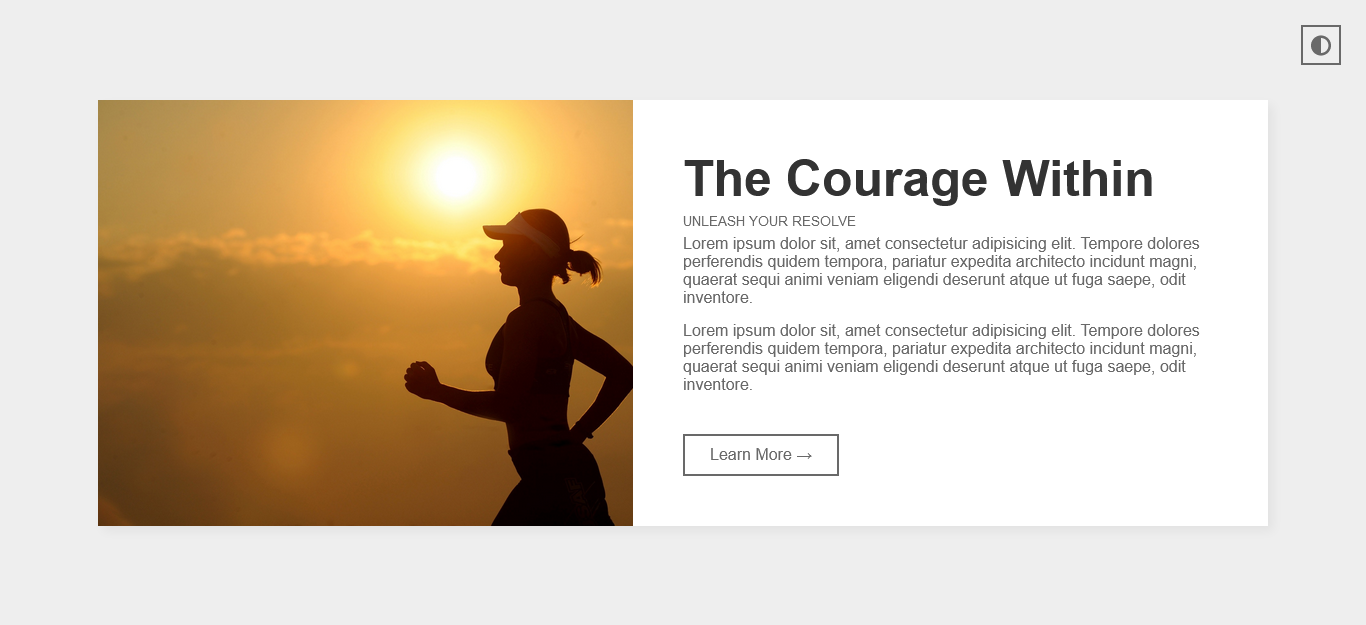 The Courage Within
UNLEASH YOUR RESOLVE
Lorem ipsum dolor sit, amet consectetur adipisicing elit. Tempore dolores
perferendis quidem tempora, pariatur expedita architecto incidunt magni,
quaerat sequi animi veniam eligendi deserunt atque ut fuga saepe, odit
inventore.
Lorem ipsum dolor sit, amet consectetur adipisicing elit. Tempore dolores
perferendis quidem tempora, pariatur expedita architecto incidunt magni,
quaerat sequi animi veniam eligendi deserunt atque ut fuga saepe, odit
inventore.
Learn More →